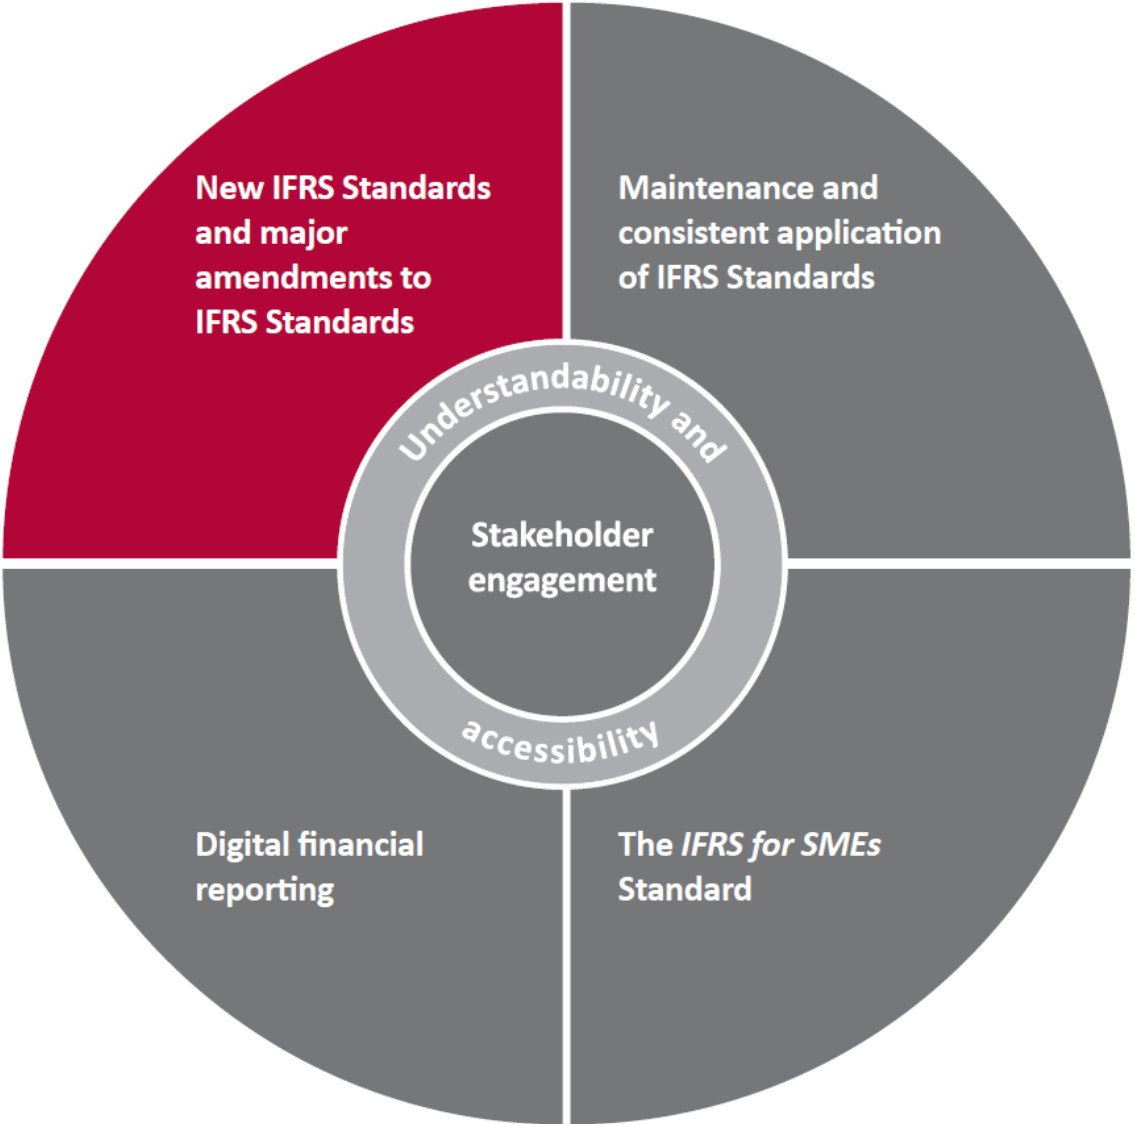 New IFRS Standards
and major
amendments to
IFRS Standards
Maintenance and
consistent application
of IFRS Standards
Understandability and
accessibility
Stakeholder
engagement
Digital financial
reporting
The IFRS for SMEs
Standard